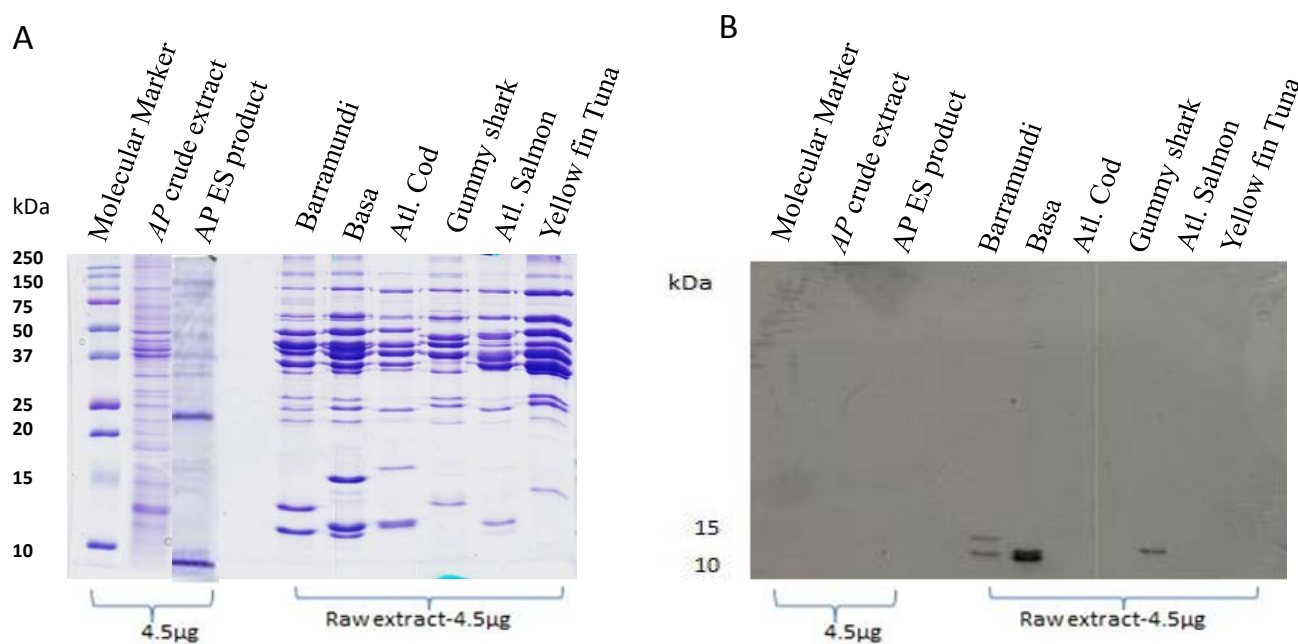 A
kDa
Molecular Marker
AP crude extract
AP ES product
Barramundi
Basa
Atl. Cod
Gummy shark
Atl. Salmon
Yellow fin Tuna
250
150
75
50
37
25
20
15
10
4.5µg
Raw extract-4.5µg
B
kDa
Molecular Marker
AP crude extract
AP ES product
Barramundi
Basa
Atl. Cod
Gummy shark
Atl. Salmon
Yellow fin Tuna
15
10
4.5µg
Raw extract-4.5µg